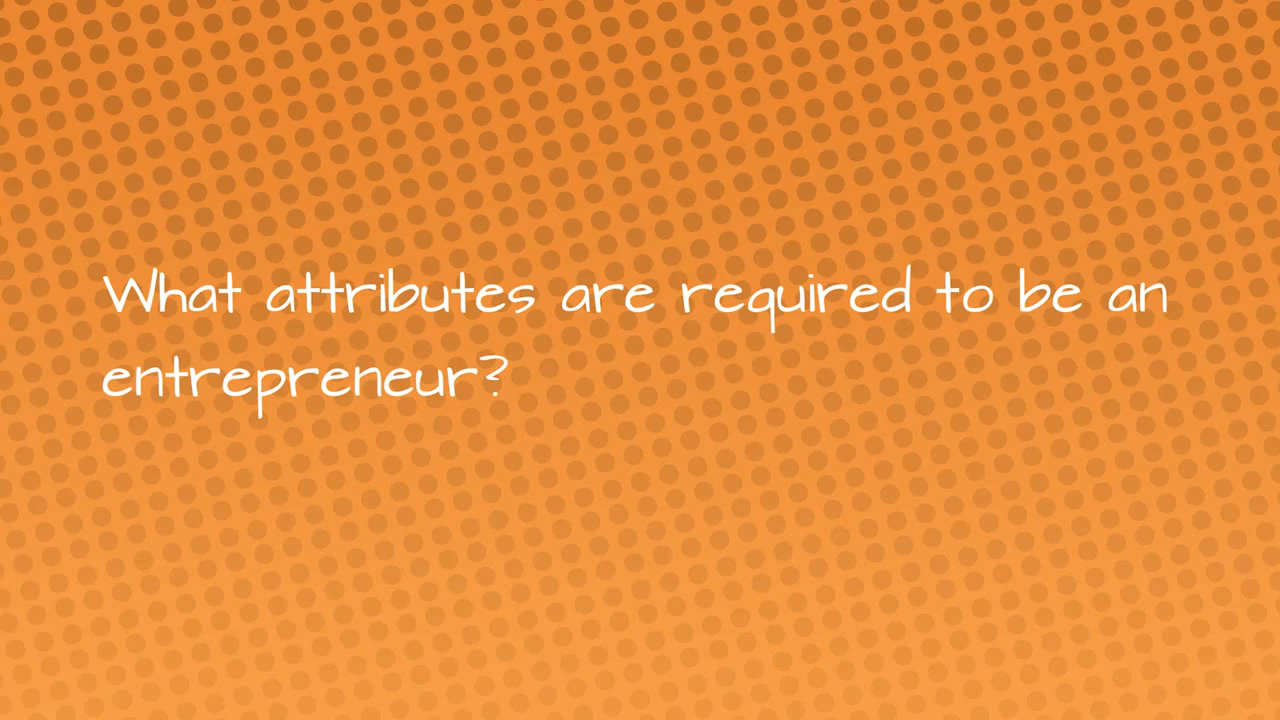 What attributes are required to be an
entrepreneur?